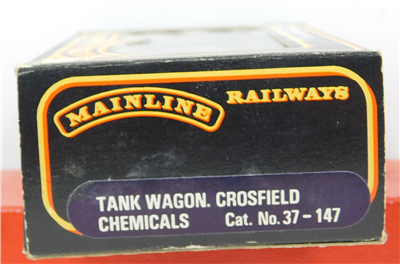 MAINLINE RAILWAYS
TANK WAGON. CROSFIELD
CHEMICALS Cat. No. 37-147